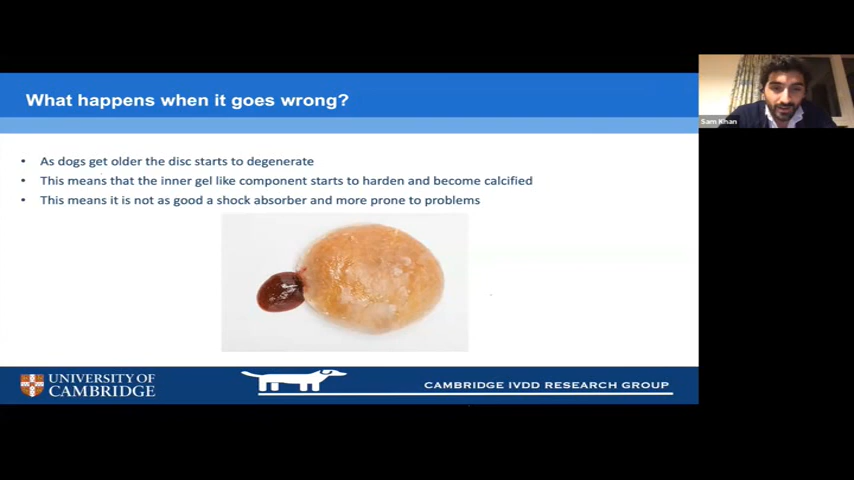 What happens when it goes wrong?
Sam Khan
• As dogs get older the disc starts to degenerate
• This means that the inner gel like component starts to harden and become calcified
• This means it is not as good a shock absorber and more prone to problems
UNIVERSITY OF
CAMBRIDGE
CAMBRIDGE IVDD RESEARCH GROUP